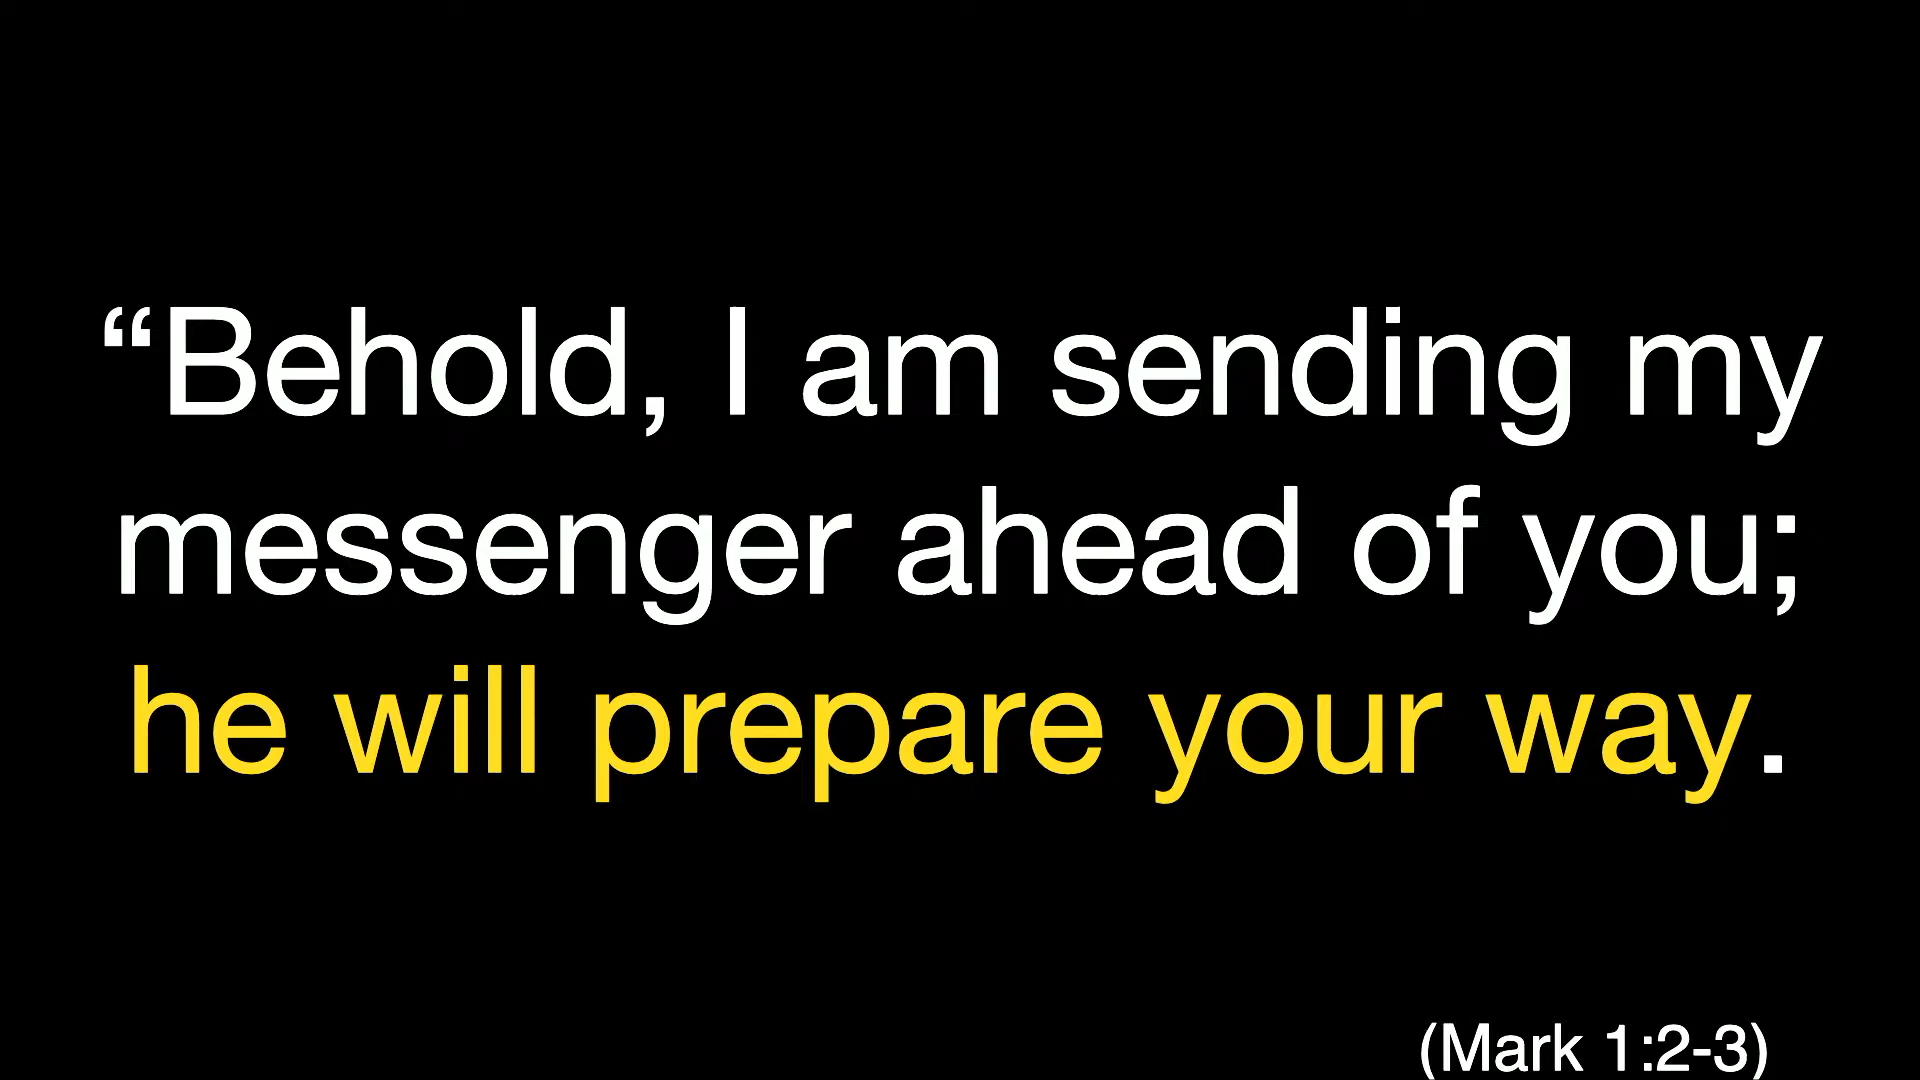 “Behold, I am sending my
messenger ahead of you;
he will prepare your way.
(Mark 1:2-3)